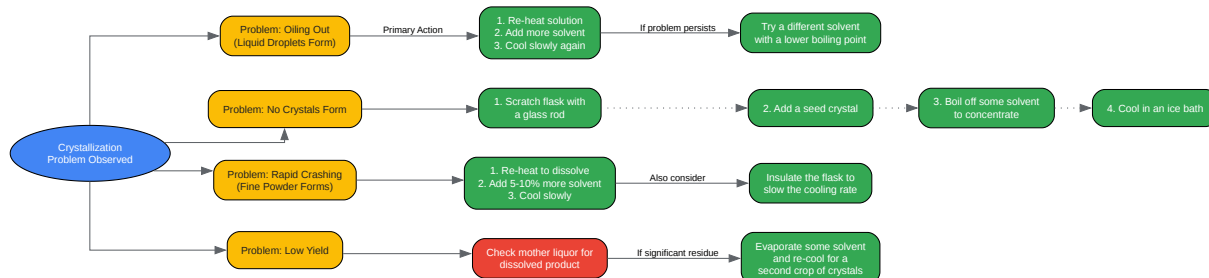 Problem: Oiling Out
(Liquid Droplets Form)
Primary Action
1. Re-heat solution
2. Add more solvent
3. Cool slowly again
If problem persists
Try a different solvent
with a lower boiling point
Problem: No Crystals Form
1. Scratch flask with
a glass rod
2. Add a seed crystal
3. Boil off some solvent
to concentrate
4. Cool in an ice bath
Crystallization
Problem Observed
Problem: Rapid Crashing
(Fine Powder Forms)
1. Re-heat to dissolve
2. Add 5-10% more solvent
3. Cool slowly
Also consider
Insulate the flask to
slow the cooling rate
Problem: Low Yield
Check mother liquor for
dissolved product
If significant residue
Evaporate some solvent
and re-cool for a
second crop of crystals